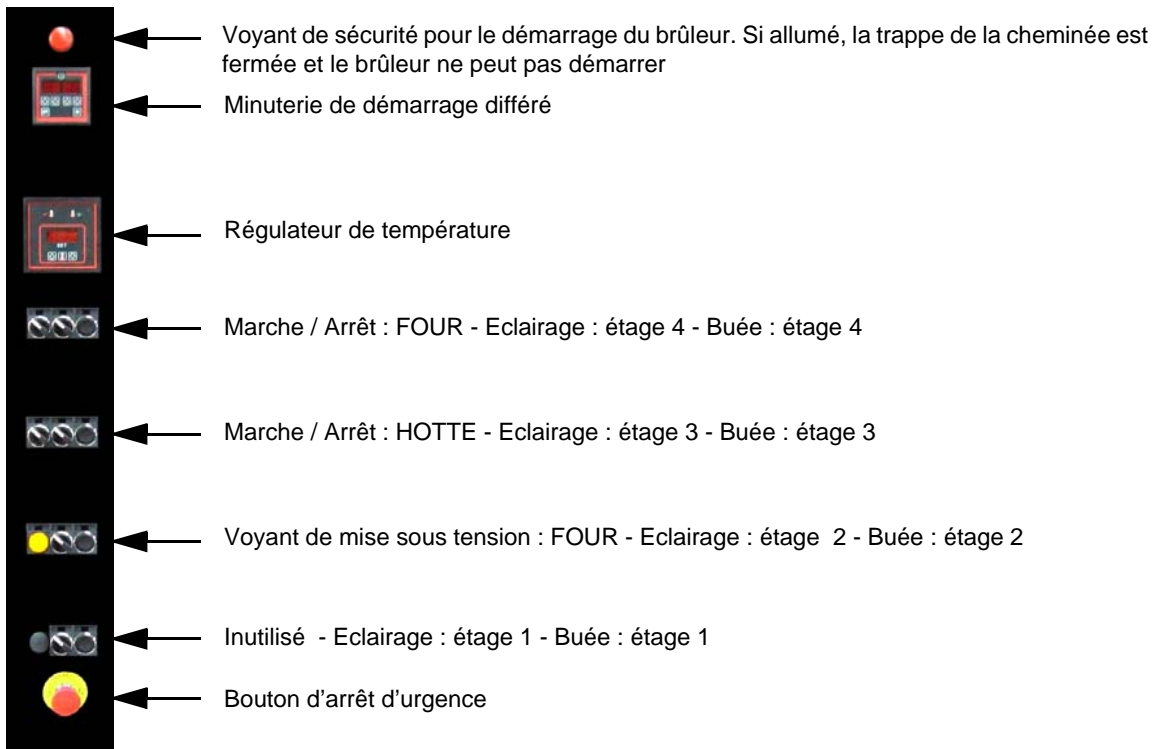 Voyant de sécurité pour le démarrage du brûleur. Si allumé, la trappe de la cheminée est
fermée et le brûleur ne peut pas démarrer
Minuterie de démarrage différé
Régulateur de température
Marche / Arrêt : FOUR - Eclairage : étage 4 - Buée : étage 4
Marche / Arrêt : HOTTE - Eclairage : étage 3 - Buée : étage 3
Voyant de mise sous tension : FOUR - Eclairage : étage  2 - Buée : étage 2
Inutilisé  - Eclairage : étage 1 - Buée : étage 1
Bouton d'arrêt d'urgence